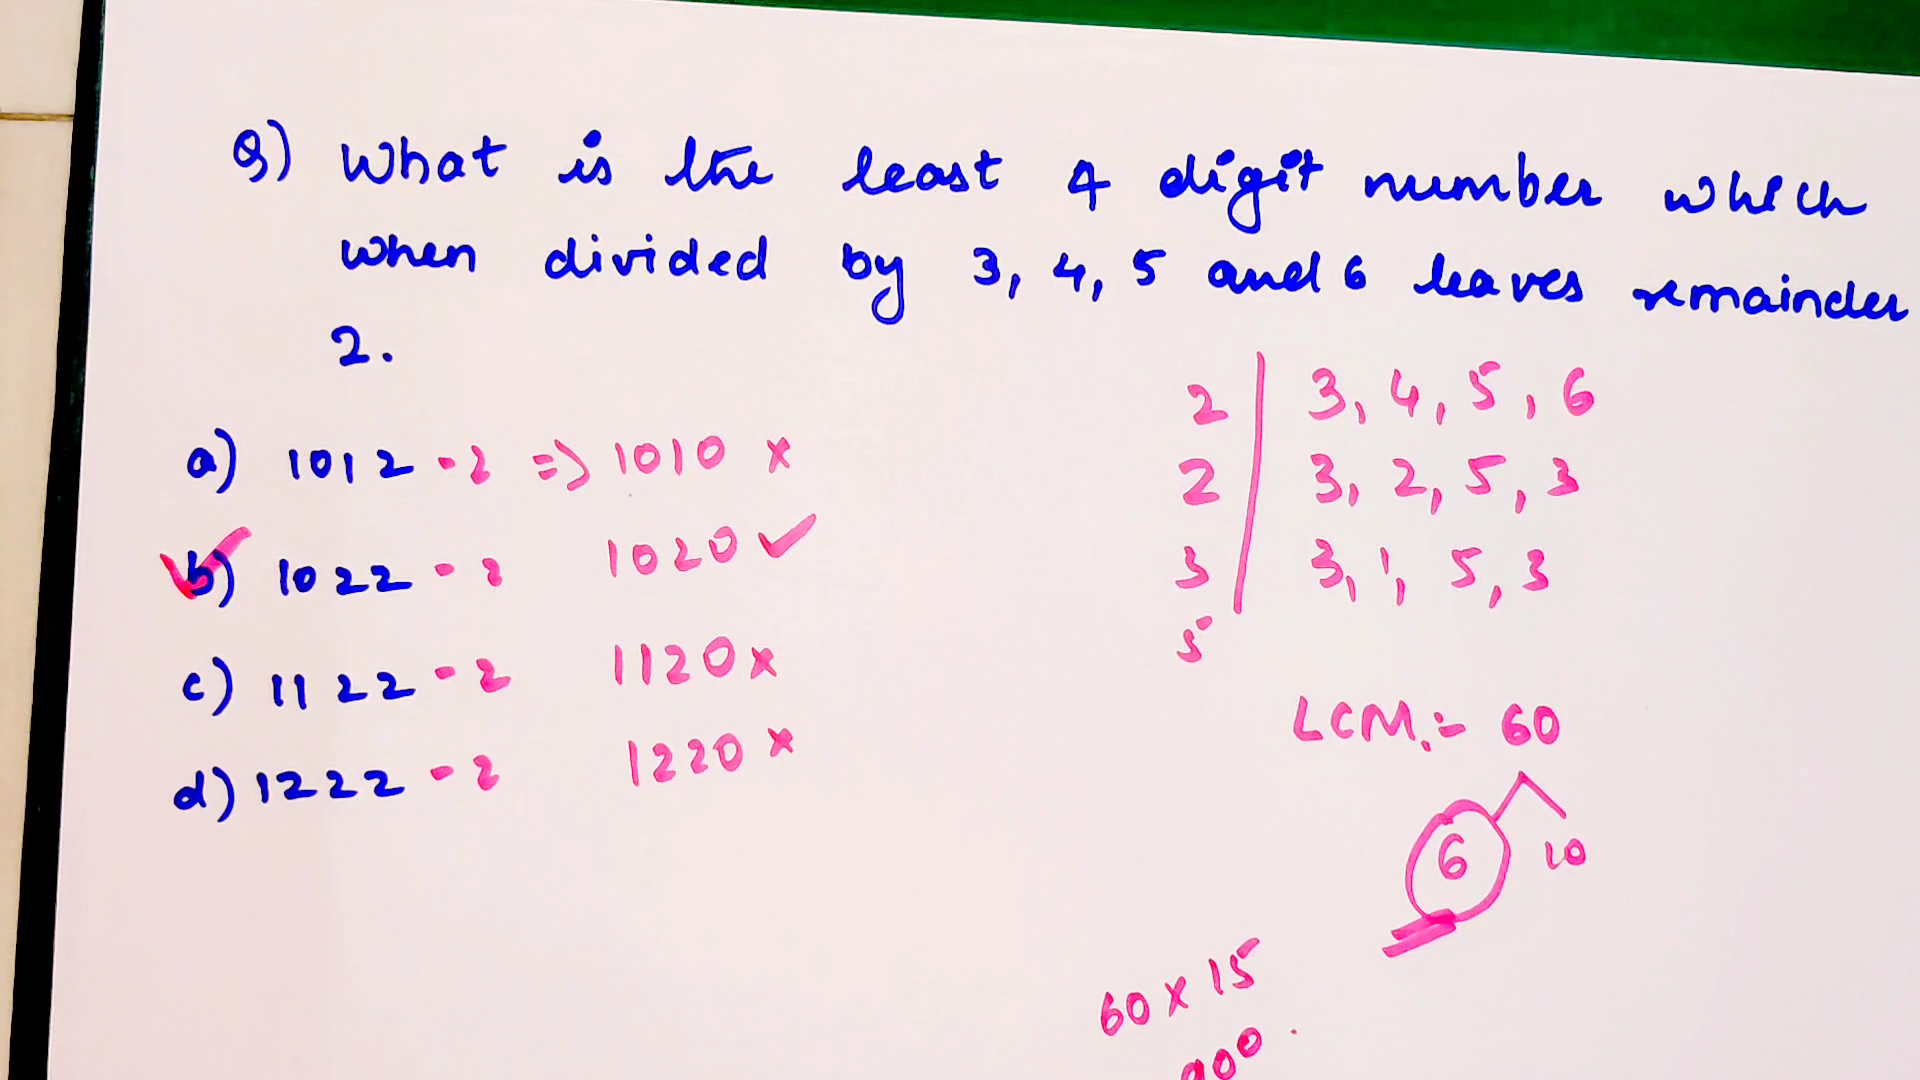 Q) What is the least 4 digit number which
when divided by 3, 4, 5 and 6 leaves remainder
2.
a) 1012 - 2 => 1010 ×
b) 1022 - 2 1020 ✓
c) 1122 - 2 1120 ×
d) 1222 - 2 1220 ×
2 | 3, 4, 5, 6
2 | 3, 2, 5, 3
3 | 3, 1, 5, 3
5
LCM :- 60
6 10
60 × 15
900.